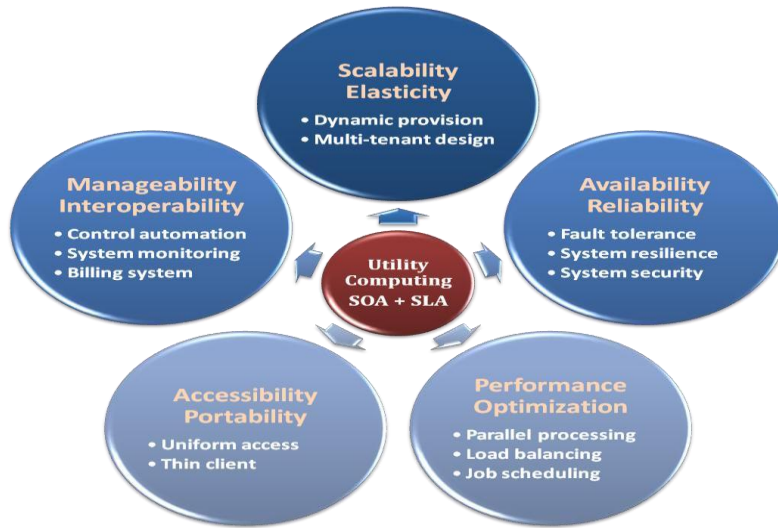 Scalability
Elasticity
• Dynamic provision
• Multi-tenant design
Manageability
Interoperability
• Control automation
• System monitoring
• Billing system
Availability
Reliability
• Fault tolerance
• System resilience
• System security
Utility
Computing
SOA + SLA
Accessibility
Portability
• Uniform access
• Thin client
Performance
Optimization
• Parallel processing
• Load balancing
• Job scheduling